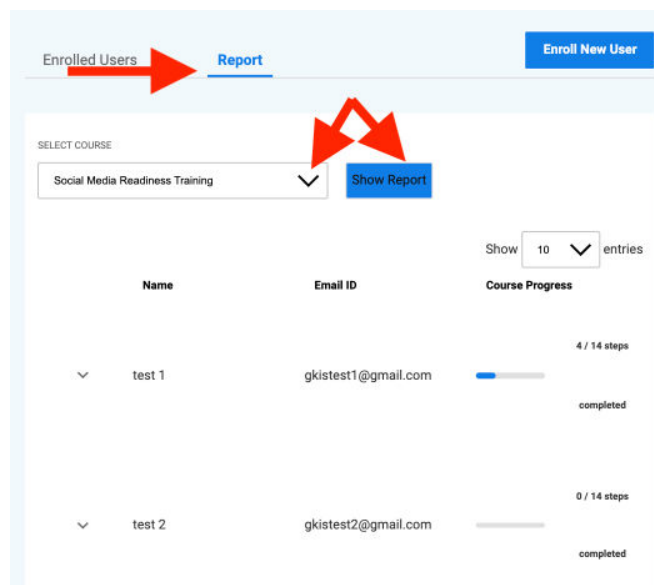 Enroll New User
Enrolled Users Report
SELECT COURSE
Social Media Readiness Training Show Report
Show 10 entries
Name Email ID Course Progress
4 / 14 steps
test 1 gkistest1@gmail.com
completed
0 / 14 steps
test 2 gkistest2@gmail.com
completed